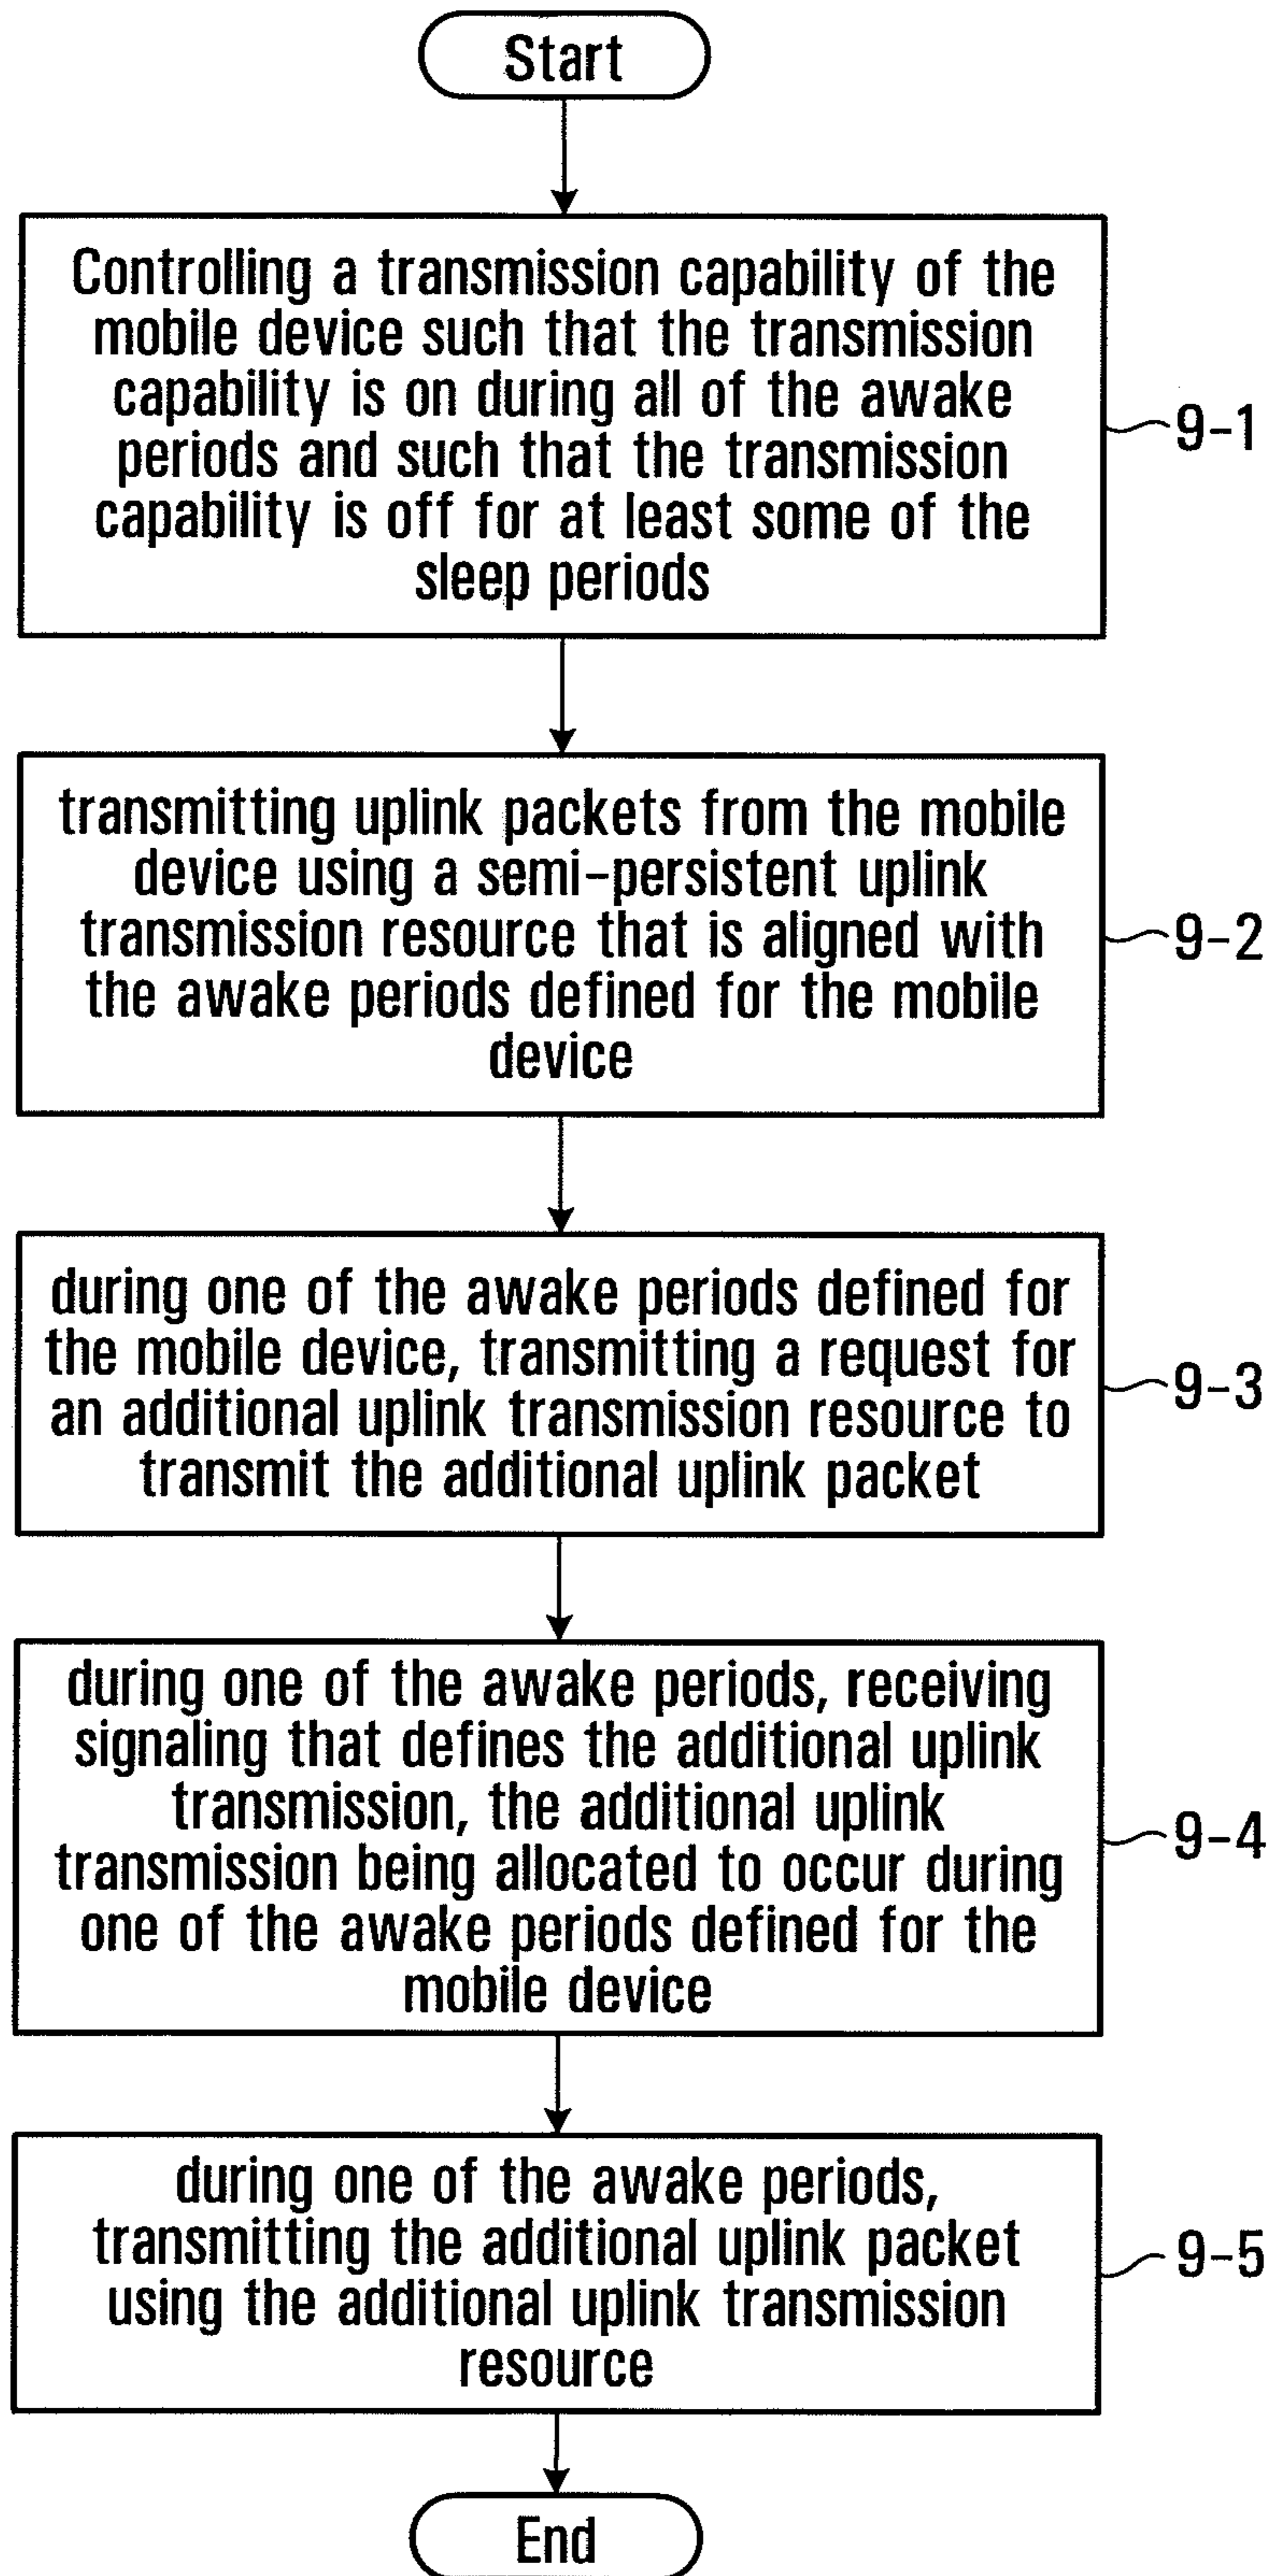 Start
Controlling a transmission capability of the
mobile device such that the transmission
capability is on during all of the awake
periods and such that the transmission
capability is off for at least some of the
sleep periods
9-1
transmitting uplink packets from the mobile
device using a semi-persistent uplink
transmission resource that is aligned with
the awake periods defined for the mobile
device
9-2
during one of the awake periods defined for
the mobile device, transmitting a request for
an additional uplink transmission resource to
transmit the additional uplink packet
9-3
during one of the awake periods, receiving
signaling that defines the additional uplink
transmission, the additional uplink
transmission being allocated to occur during
one of the awake periods defined for the
mobile device
9-4
during one of the awake periods,
transmitting the additional uplink packet
using the additional uplink transmission
resource
9-5
End